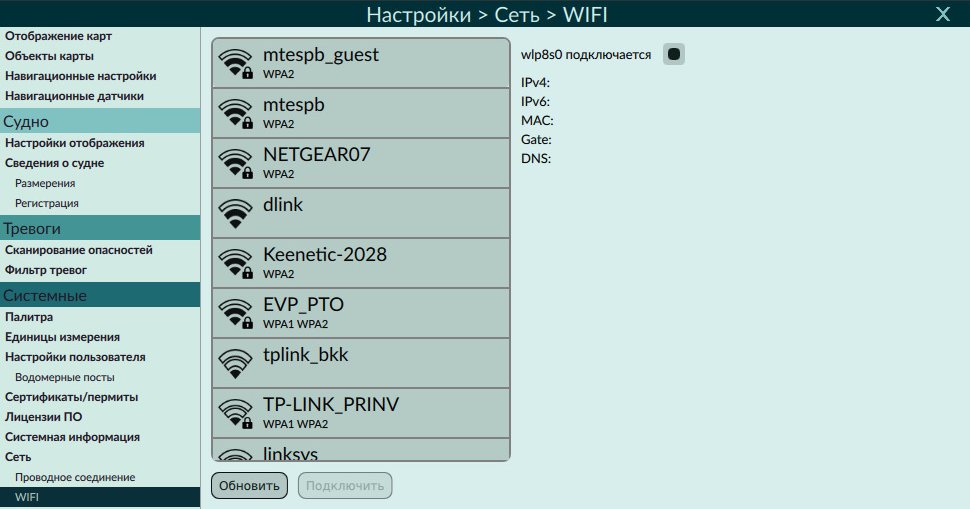 Настройки > Сеть > WIFI
X
Отображение карт
Объекты карты
Навигационные настройки
Навигационные датчики
Судно
Настройки отображения
Сведения о судне
Размерения
Регистрация
Тревоги
Сканирование опасностей
Фильтр тревог
Системные
Палитра
Единицы измерения
Настройки пользователя
Водомерные посты
Сертификаты/пермиты
Лицензии ПО
Системная информация
Сеть
Проводное соединение
WIFI
mtespb_guest
WPA2
mtespb
WPA2
NETGEAR07
WPA2
dlink
Keenetic-2028
WPA2
EVP_PTO
WPA1 WPA2
tplink_bkk
TP-LINK_PRINV
WPA1 WPA2
linksys
Обновить
Подключить
wlp8s0 подключается
IPv4:
IPv6:
MAC:
Gate:
DNS: